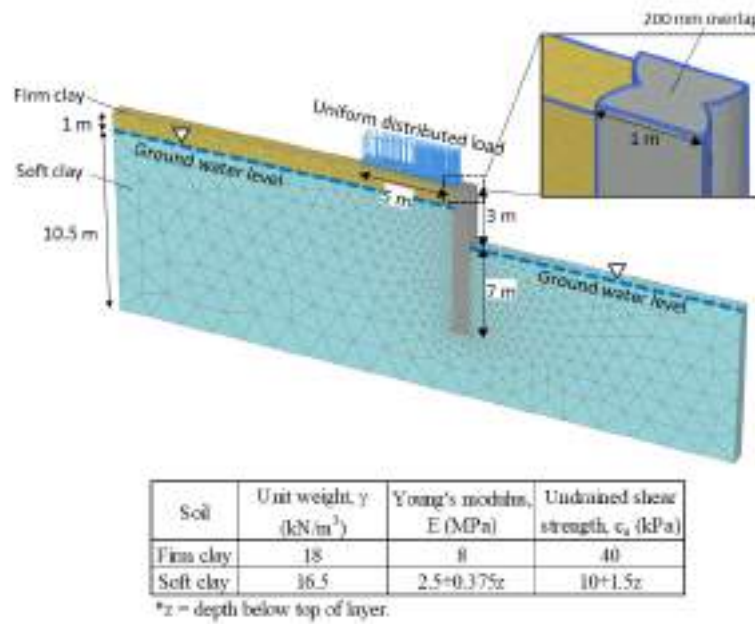 200 mm overlap
Firm clay
Uniform distributed load
1 m
1 m
Ground water level
Soft clay
5 m
3 m
10.5 m
7 m
Ground water level
Soil Unit weight, γ (kN/m³) Young's modulus, E (MPa) Undrained shear strength, cᵤ (kPa)
Firm clay 18 8 40
Soft clay 16.5 2.5+0.375z 10+1.5z
*z = depth below top of layer.